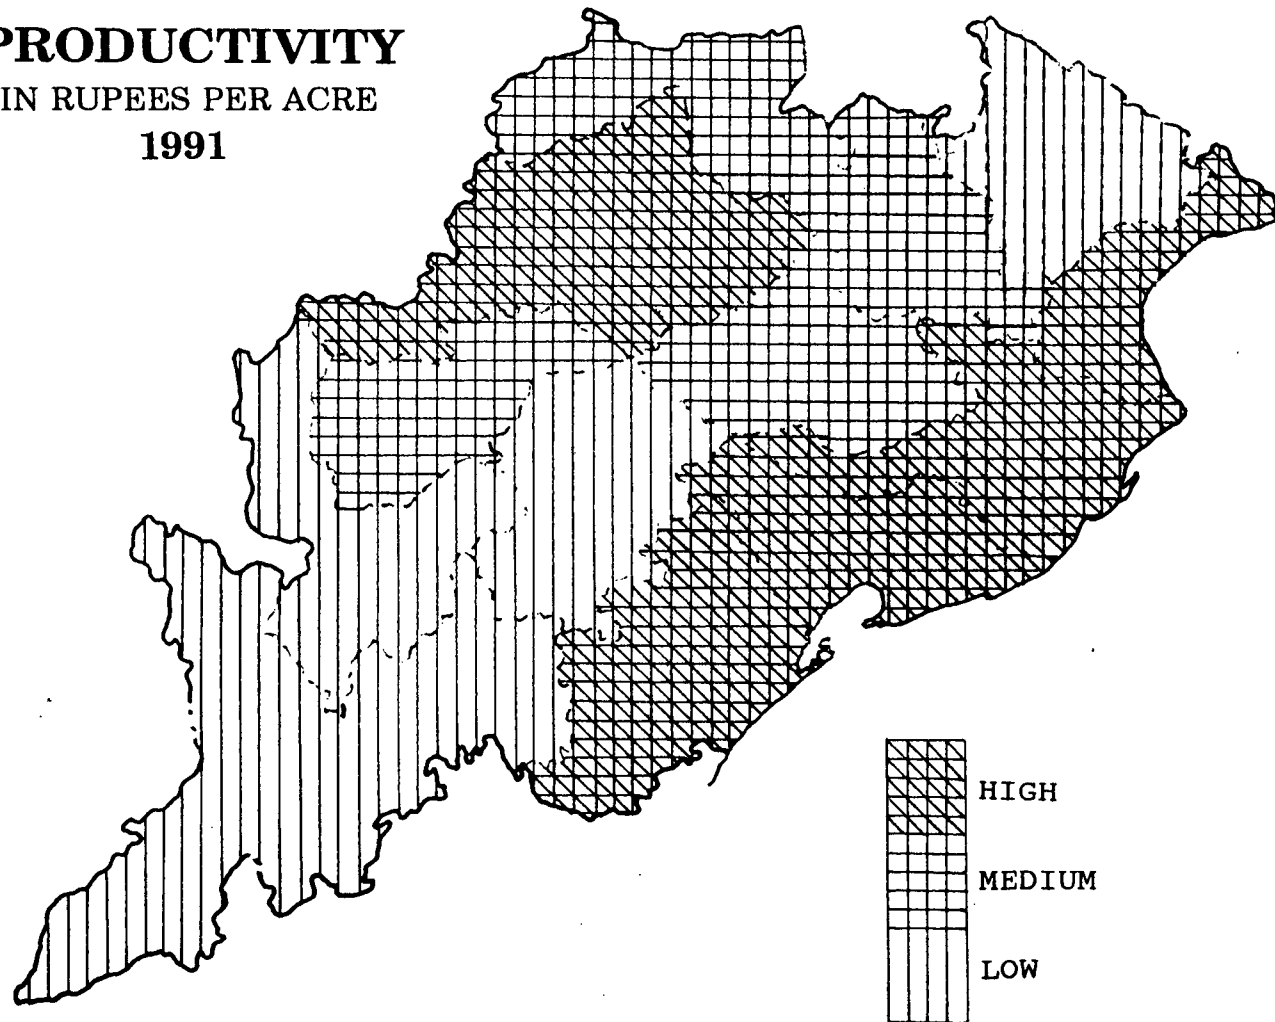 PRODUCTIVITY
IN RUPEES PER ACRE
1991
HIGH
MEDIUM
LOW